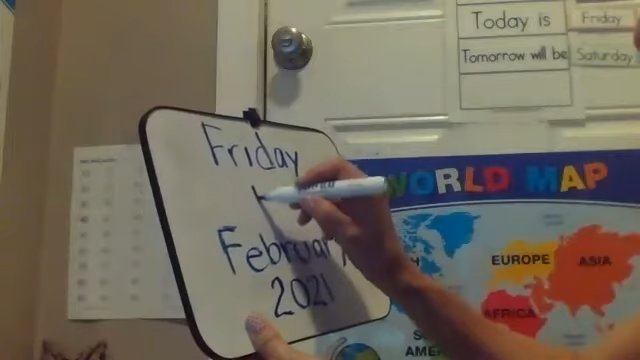 Today is Friday
Tomorrow will be Saturday
Friday
February
2021
WORLD MAP
EUROPE
ASIA
AFRICA